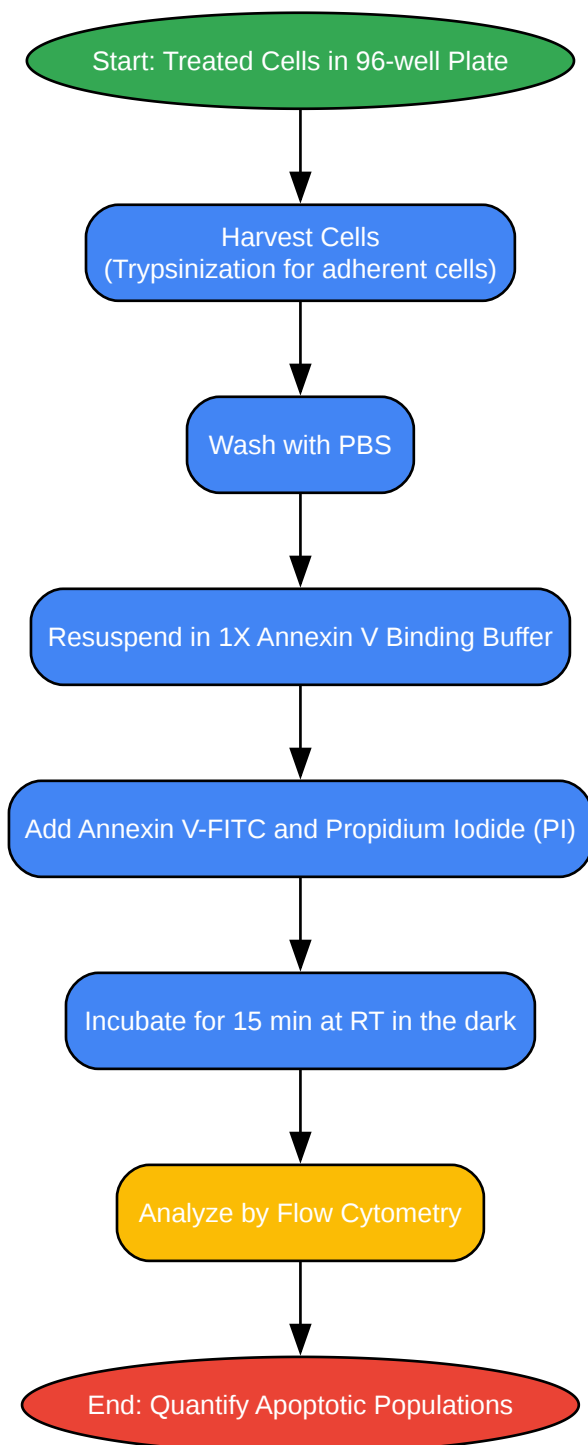 Start: Treated Cells in 96-well Plate
Harvest Cells
(Trypsinization for adherent cells)
Wash with PBS
Resuspend in 1X Annexin V Binding Buffer
Add Annexin V-FITC and Propidium Iodide (PI)
Incubate for 15 min at RT in the dark
Analyze by Flow Cytometry
End: Quantify Apoptotic Populations